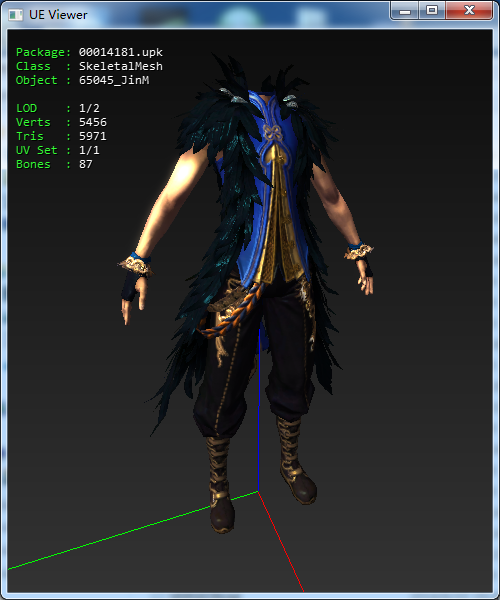 UE Viewer
Package: 00014181.upk
Class  : SkeletalMesh
Object : 65045_JinM
LOD    : 1/2
Verts  : 5456
Tris   : 5971
UV Set : 1/1
Bones  : 87